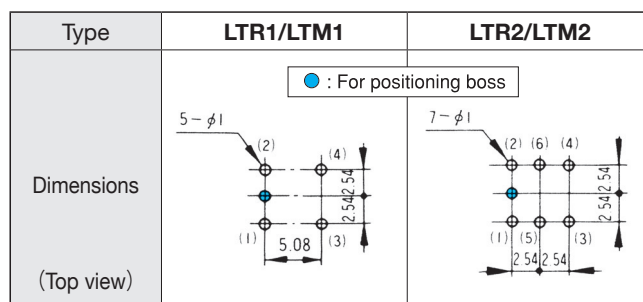 Type
LTR1/LTM1
LTR2/LTM2
: For positioning boss
Dimensions
(Top view)
5-φ1
(2)
(4)
2.54
2.54
(1)
5.08
(3)
7-φ1
(2) (6) (4)
2.54
2.54
(1) (5) (3)
2.54 2.54